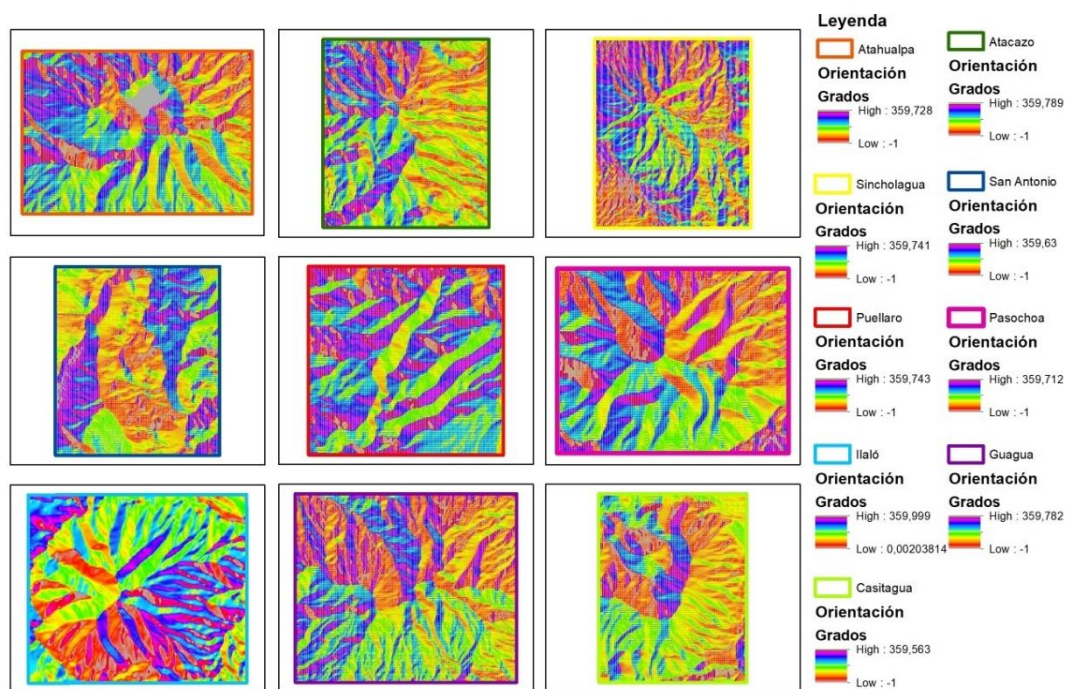 Leyenda
Atahualpa
Orientación
Grados
High : 359,728
Low : -1
Atacazo
Orientación
Grados
High : 359,789
Low : -1
Sincholagua
Orientación
Grados
High : 359,741
Low : -1
San Antonio
Orientación
Grados
High : 359,63
Low : -1
Puellaro
Orientación
Grados
High : 359,743
Low : -1
Pasochoa
Orientación
Grados
High : 359,712
Low : -1
Ilaló
Orientación
Grados
High : 359,999
Low : 0,00203814
Guagua
Orientación
Grados
High : 359,782
Low : -1
Casitagua
Orientación
Grados
High : 359,563
Low : -1